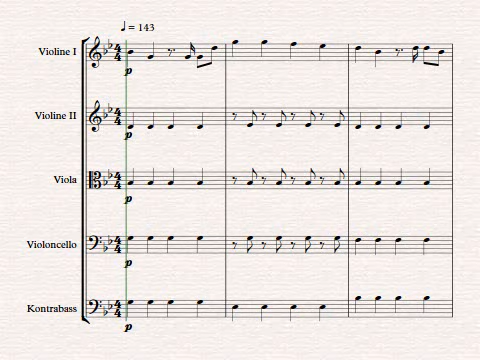 ♩ = 143
Violine I
p
Violine II
p
Viola
p
Violoncello
p
Kontrabass
p